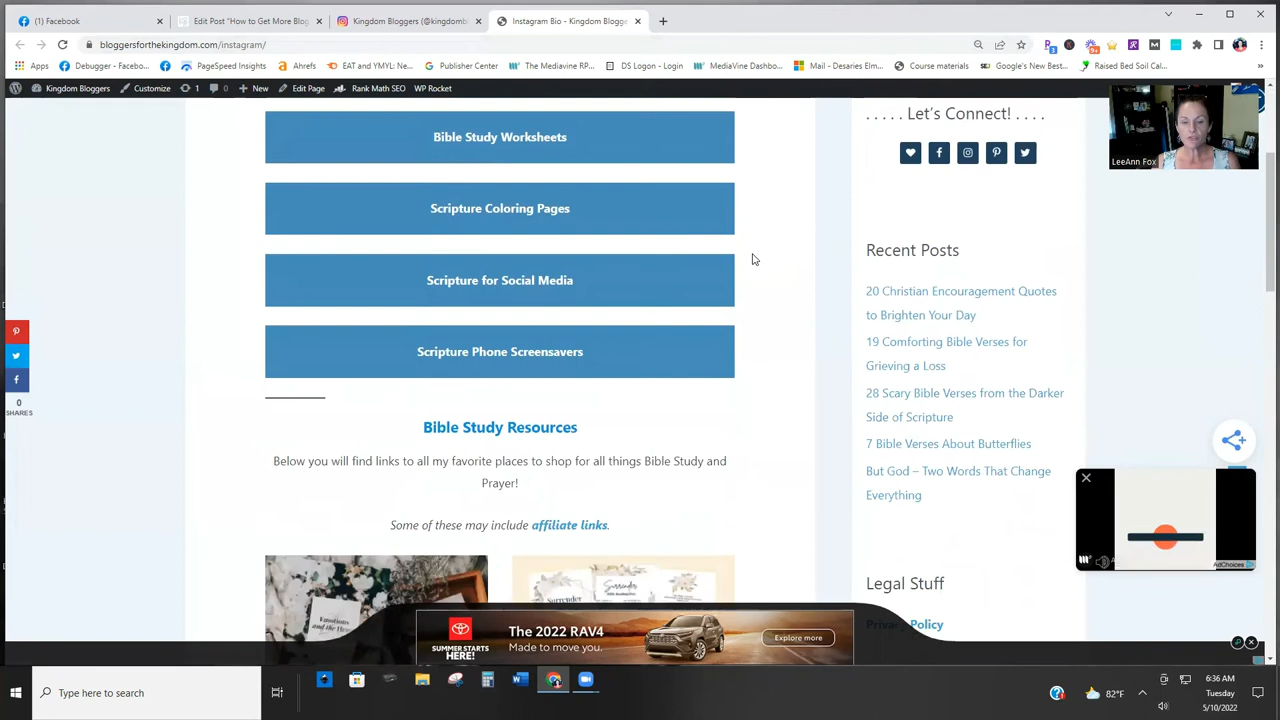 (1) Facebook
Edit Post "How to Get More Blog
Kingdom Bloggers (@kingdomb
Instagram Bio - Kingdom Blogge
bloggersforthekingdom.com/instagram/
Apps
Debugger - Faceboo...
PageSpeed Insights
Ahrefs
EAT and YMYL: Ne...
Publisher Center
The Mediavine RP...
DS Logon - Login
MediaVine Dashbo...
Mail - Desaries Elm...
Course materials
Google's New Best...
Raised Bed Soil Cal...
Kingdom Bloggers
Customize
1
0
New
Edit Page
Rank Math SEO
WP Rocket
Bible Study Worksheets
Scripture Coloring Pages
Scripture for Social Media
Scripture Phone Screensavers
0
SHARES
Bible Study Resources
Below you will find links to all my favorite places to shop for all things Bible Study and
Prayer!
Some of these may include affiliate links.
Surrender
. . . . . Let's Connect! . . . .
LeeAnn Fox
Recent Posts
20 Christian Encouragement Quotes
to Brighten Your Day
19 Comforting Bible Verses for
Grieving a Loss
28 Scary Bible Verses from the Darker
Side of Scripture
7 Bible Verses About Butterflies
But God – Two Words That Change
Everything
AdChoices
Legal Stuff
Privacy Policy
SUMMER STARTS
HERE!
The 2022 RAV4
Made to move you.
Explore more
Type here to search
82°F
6:36 AM
Tuesday
5/10/2022